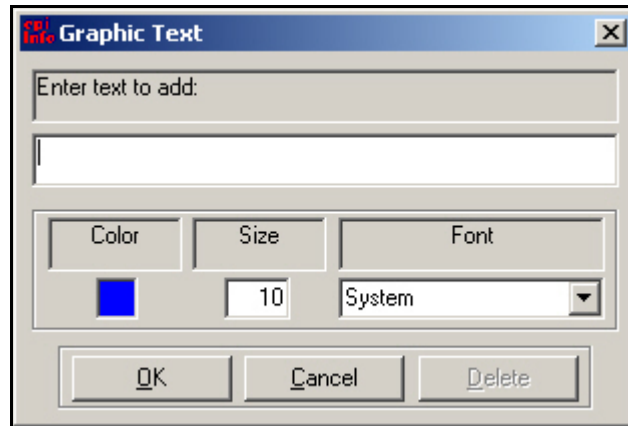 epi
info
Graphic Text
Enter text to add:
Color Size Font
10 System
OK Cancel Delete